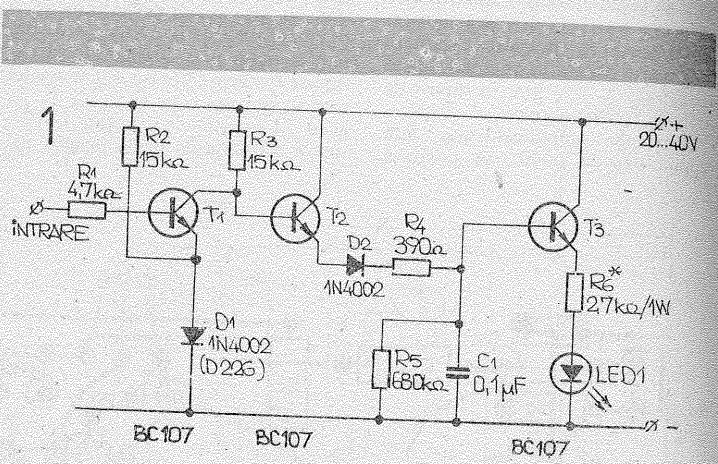 1
R2
15kΩ
R3
15kΩ
+
20...40V
R1
4,7kΩ
INTRARE
T1
T2
R4
390Ω
D2
1N4002
T3
R6*
2,7kΩ/1W
D1
1N4002
(D226)
R5
680kΩ
C1
0,1μF
LED1
-
BC107
BC107
BC107